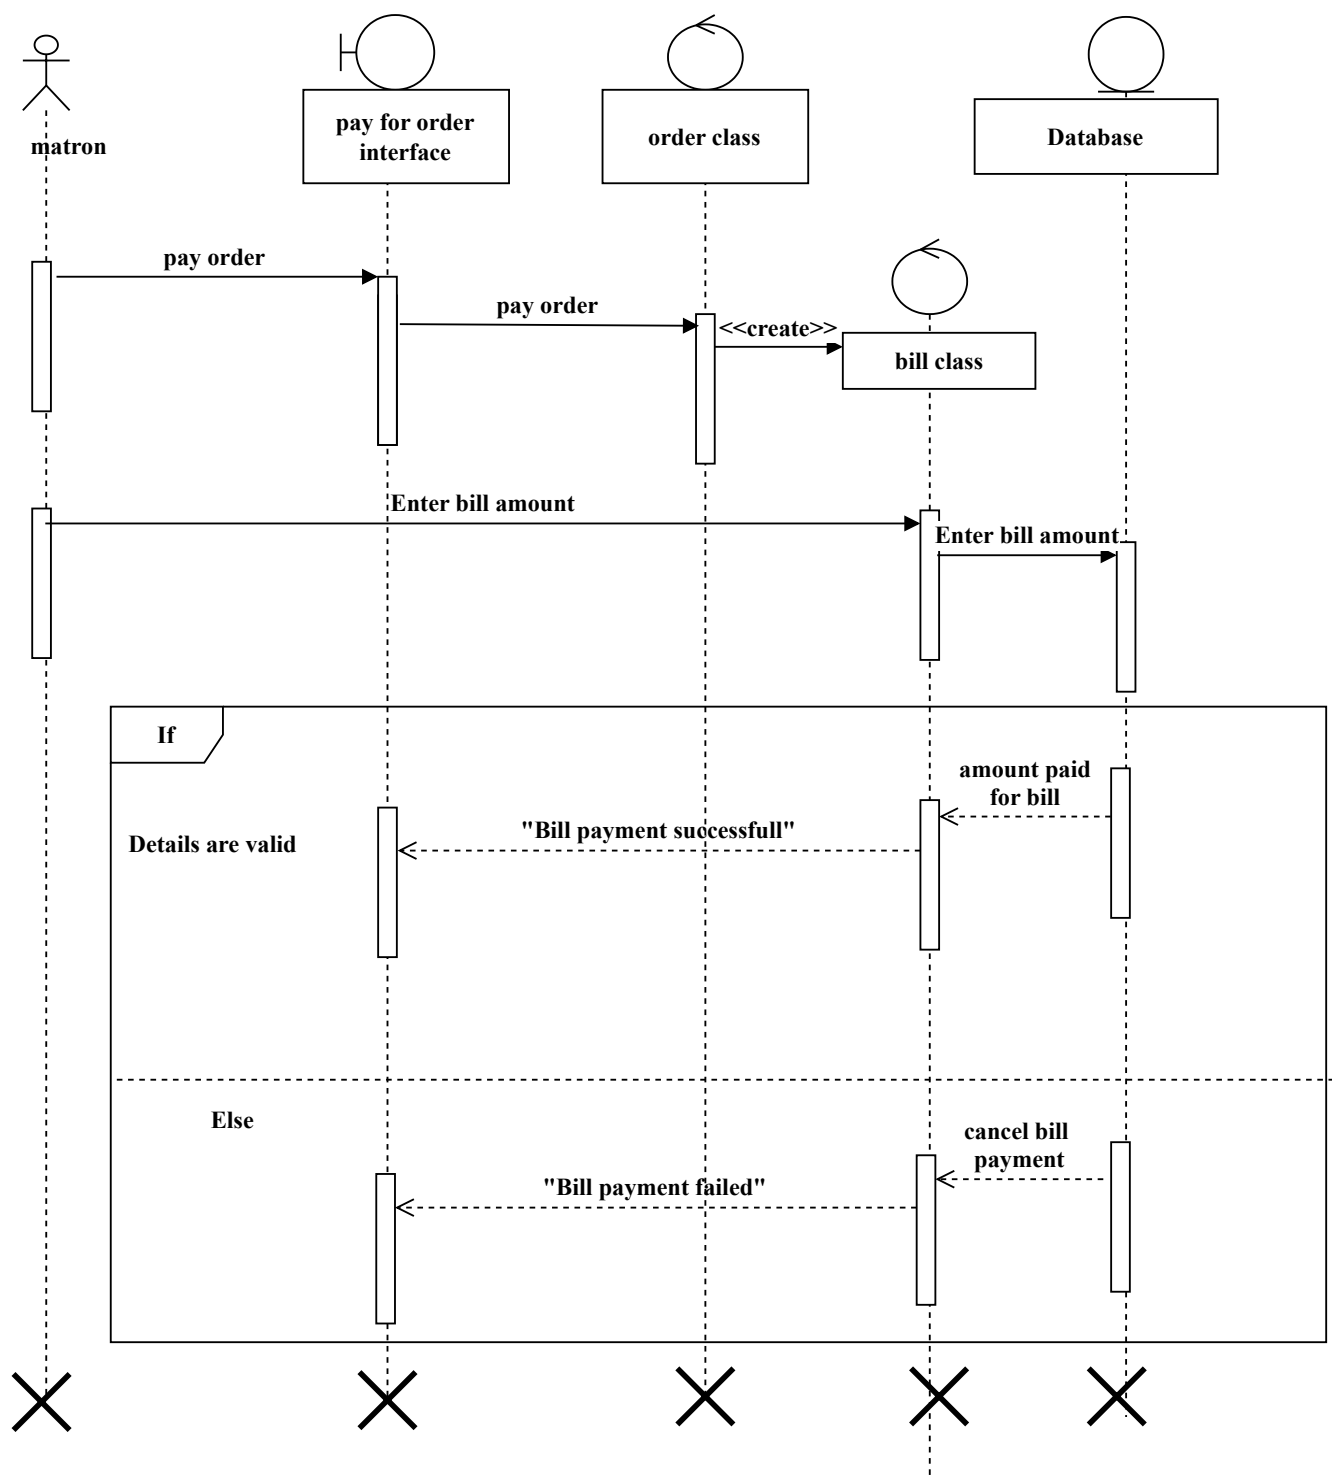 matron
pay for order
interface
order class
Database
pay order
pay order
<<create>>
bill class
Enter bill amount
Enter bill amount
If
amount paid
for bill
"Bill payment successfull"
Details are valid
Else
cancel bill
payment
"Bill payment failed"